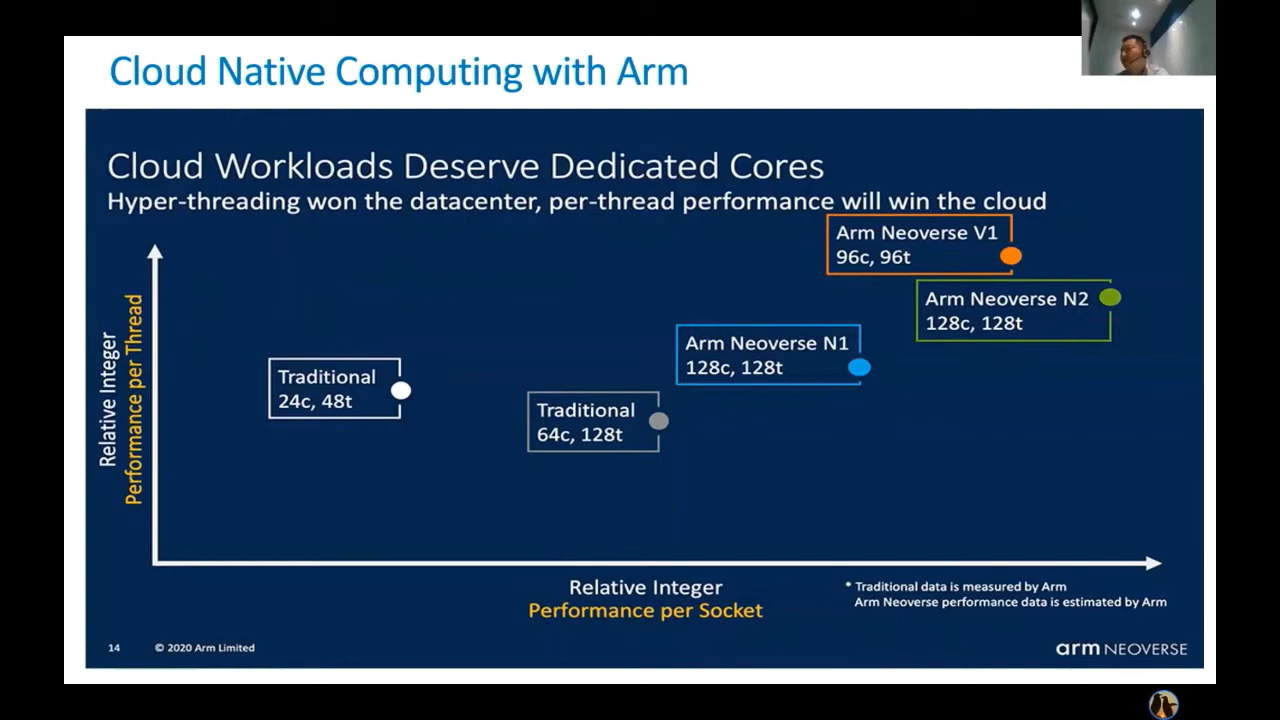 Cloud Native Computing with Arm
Cloud Workloads Deserve Dedicated Cores
Hyper-threading won the datacenter, per-thread performance will win the cloud
Arm Neoverse V1
96c, 96t
Arm Neoverse N2
128c, 128t
Arm Neoverse N1
128c, 128t
Traditional
24c, 48t
Traditional
64c, 128t
Relative Integer
Performance per Thread
Relative Integer
Performance per Socket
* Traditional data is measured by Arm
Arm Neoverse performance data is estimated by Arm
14 © 2020 Arm Limited
arm NEOVERSE